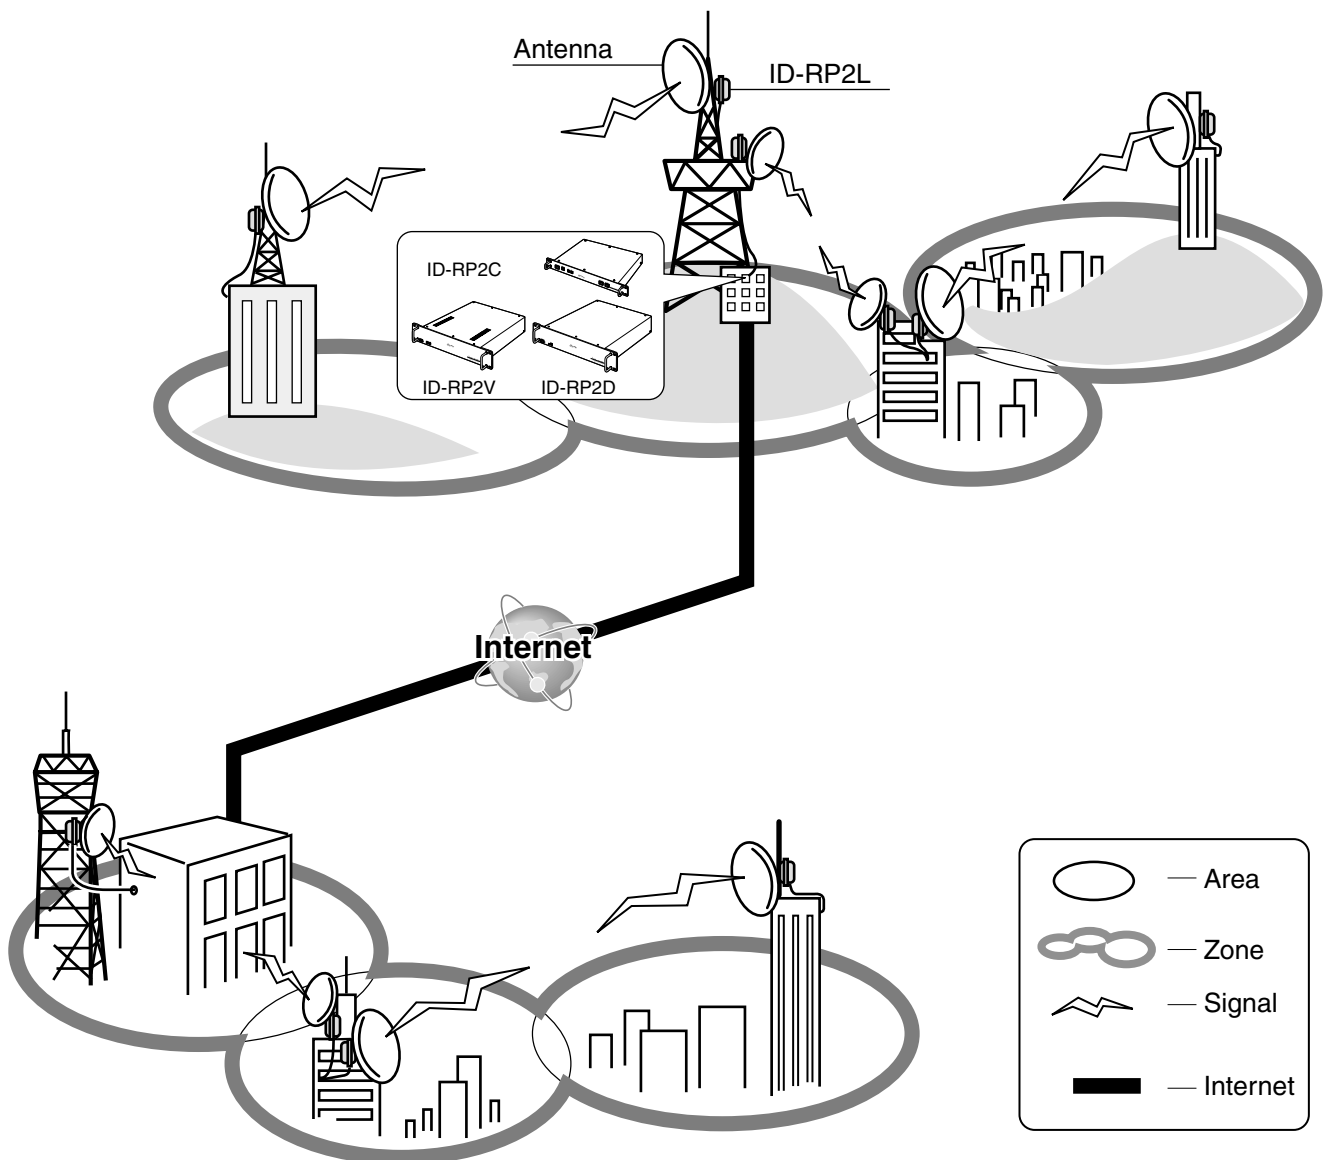 Antenna
ID-RP2L
ID-RP2C
ID-RP2V
ID-RP2D
Internet
Area
Zone
Signal
Internet